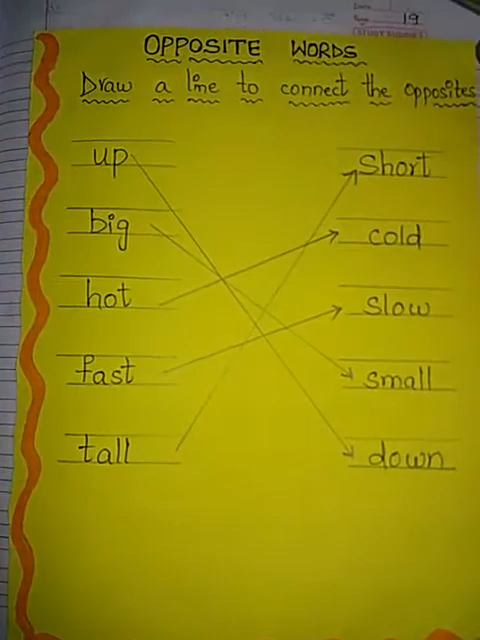 19
OPPOSITE WORDS
Draw a line to connect the opposites
up short
big cold
hot slow
fast small
tall down